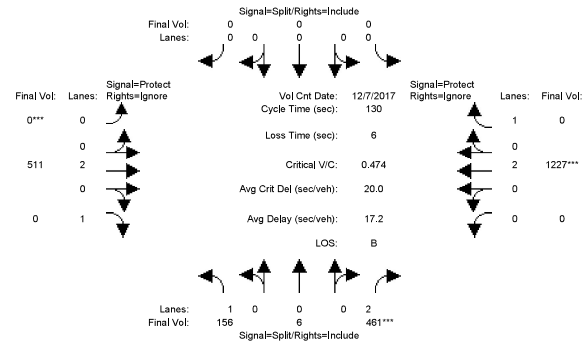 Signal=Split/Rights=Include
Final Vol: 0 0 0
Lanes: 0 0 0 0 0
Signal=Protect
Final Vol: Lanes: Rights=Ignore
Vol Cnt Date: 12/7/2017
Cycle Time (sec): 130
Signal=Protect
Rights=Ignore Lanes: Final Vol:
0*** 0
1 0
Loss Time (sec): 6
0
0
511 2
Critical V/C: 0.474
2 1227***
0
Avg Crit Del (sec/veh): 20.0
0
0 1
Avg Delay (sec/veh): 17.2
0 0
LOS: B
Lanes: 1 0 0 0 2
Final Vol: 156 6 461***
Signal=Split/Rights=Include